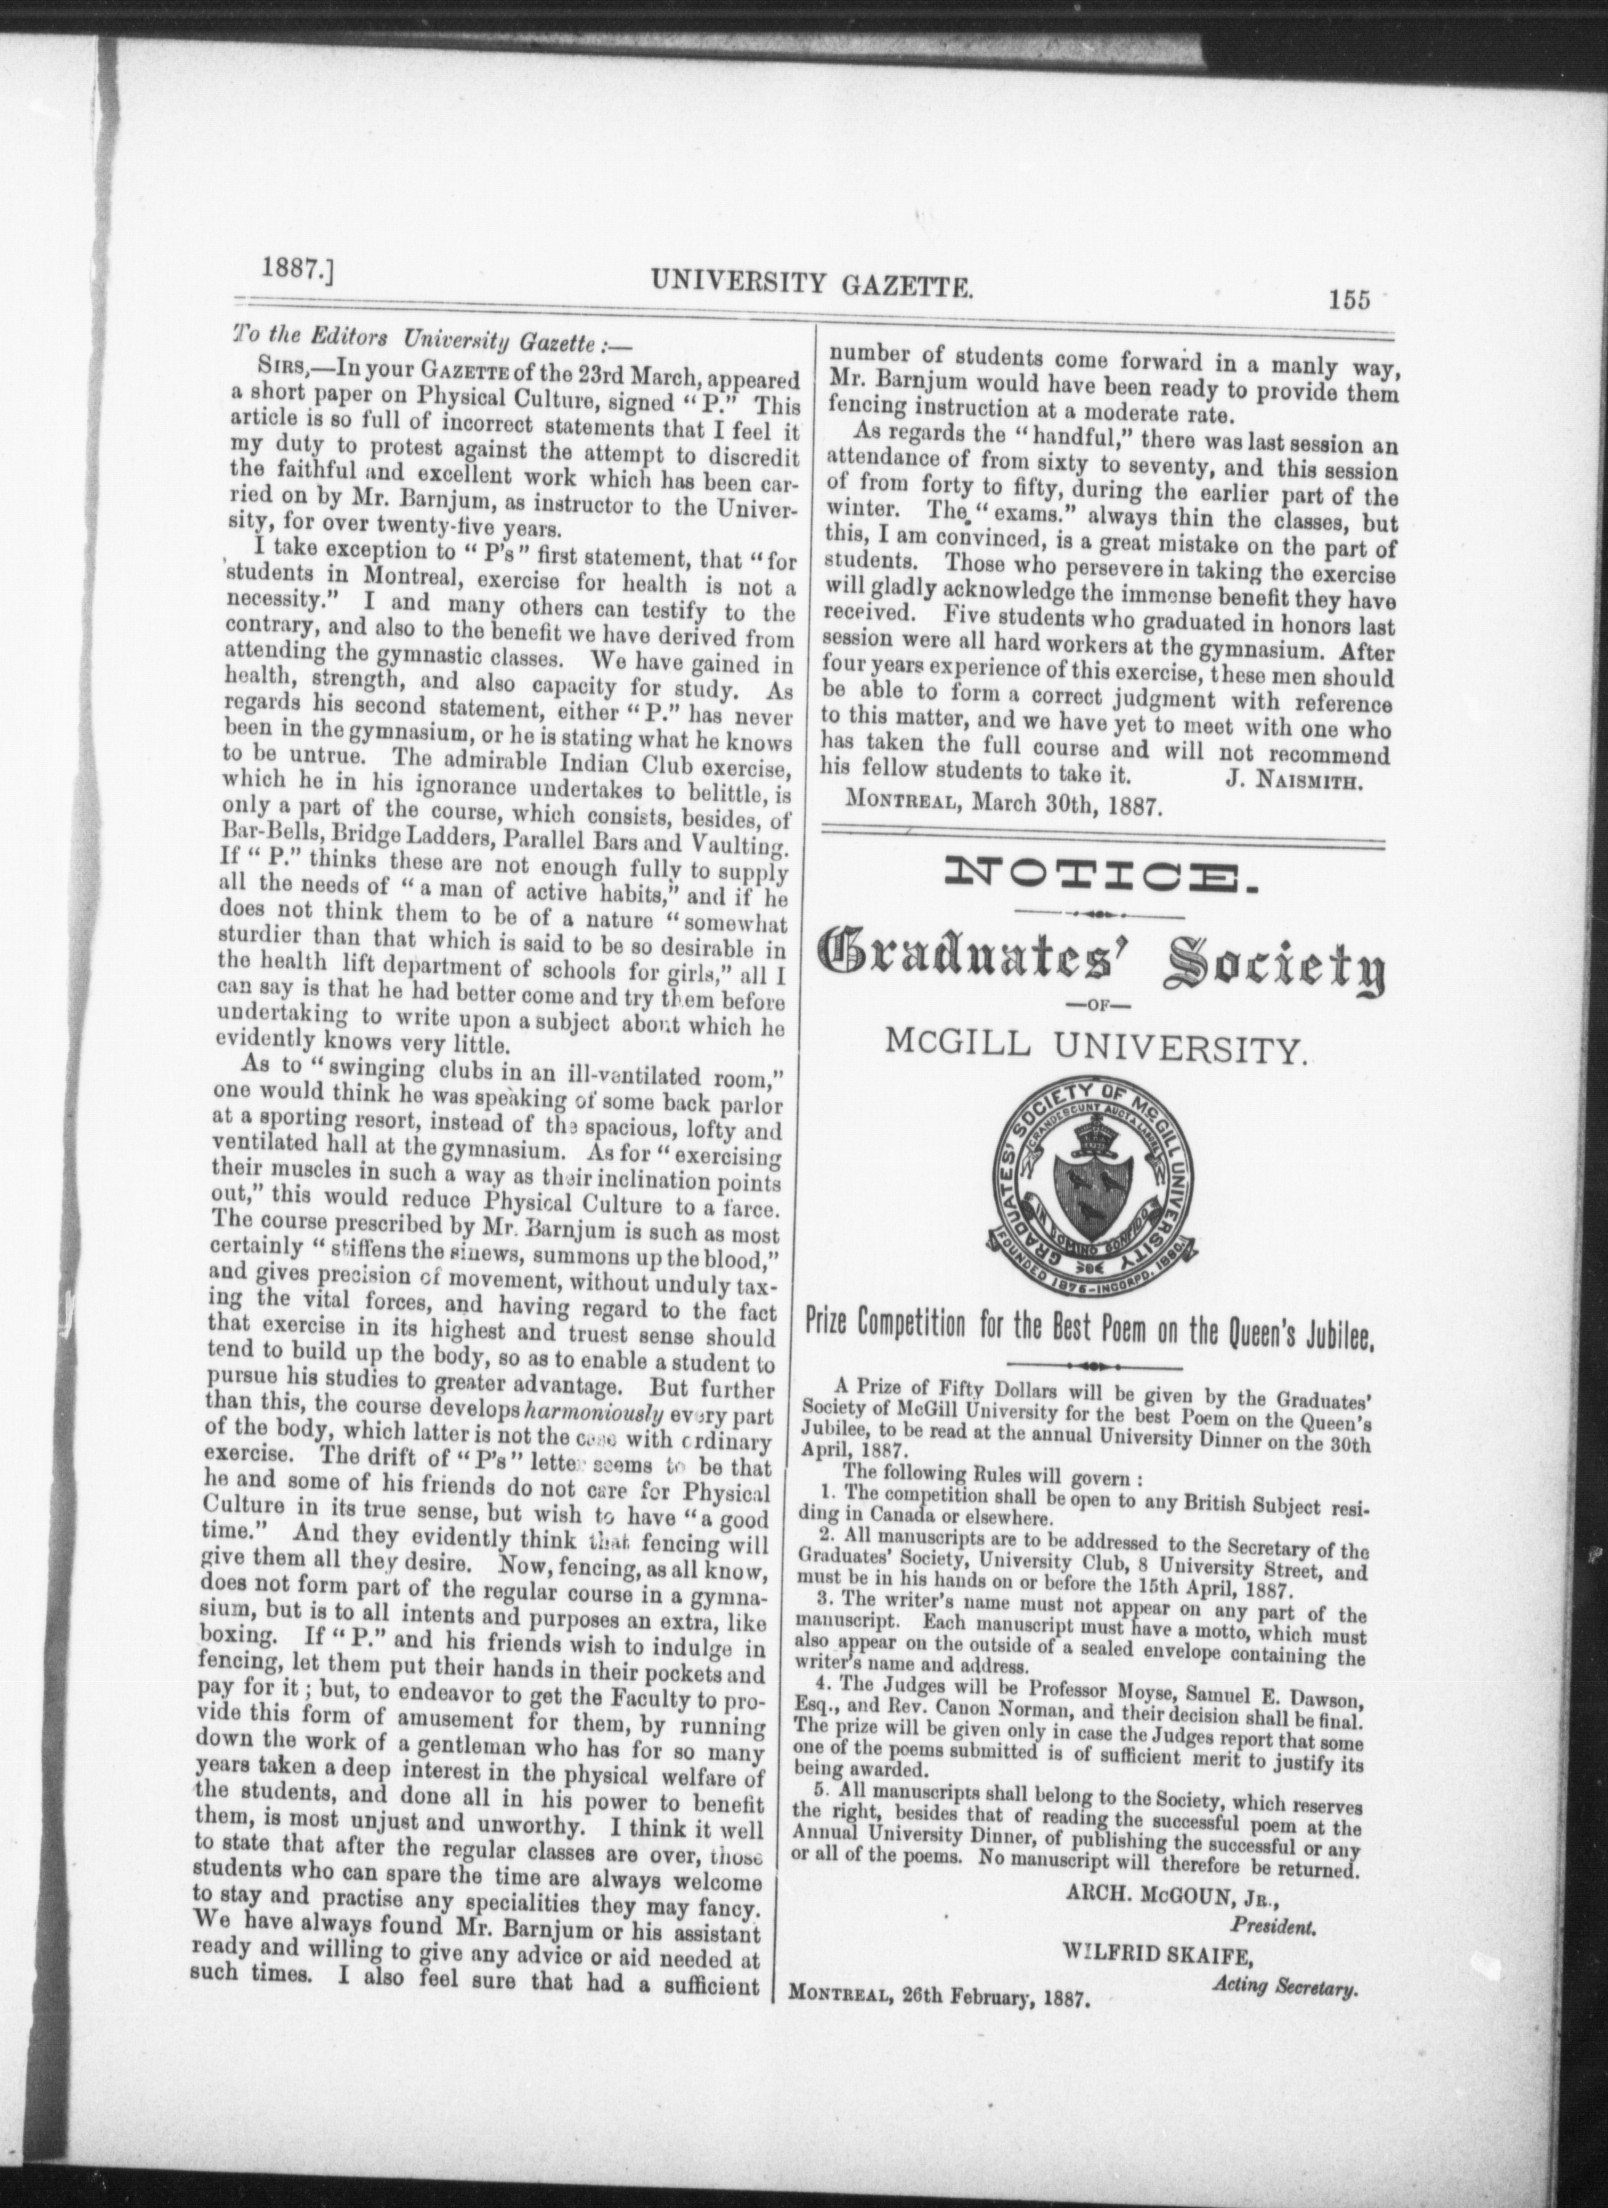 1887.]
UNIVERSITY GAZETTE.
155
To the Editors University Gazette:—
SIRS,—In your GAZETTE of the 23rd March, appeared
a short paper on Physical Culture, signed "P." This
article is so full of incorrect statements that I feel it
my duty to protest against the attempt to discredit
the faithful and excellent work which has been car-
ried on by Mr. Barnjum, as instructor to the Univer-
sity, for over twenty-five years.
I take exception to "P's" first statement, that "for
students in Montreal, exercise for health is not a
necessity." I and many others can testify to the
contrary, and also to the benefit we have derived from
attending the gymnastic classes. We have gained in
health, strength, and also capacity for study. As
regards his second statement, either "P." has never
been in the gymnasium, or he is stating what he knows
to be untrue. The admirable Indian Club exercise,
which he in his ignorance undertakes to belittle, is
only a part of the course, which consists, besides, of
Bar-Bells, Bridge Ladders, Parallel Bars and Vaulting.
If "P." thinks these are not enough fully to supply
all the needs of "a man of active habits," and if he
does not think them to be of a nature "somewhat
sturdier than that which is said to be so desirable in
the health lift department of schools for girls," all I
can say is that he had better come and try them before
undertaking to write upon a subject about which he
evidently knows very little.
As to "swinging clubs in an ill-ventilated room,"
one would think he was speaking of some back parlor
at a sporting resort, instead of the spacious, lofty and
ventilated hall at the gymnasium. As for "exercising
their muscles in such a way as their inclination points
out," this would reduce Physical Culture to a farce.
The course prescribed by Mr. Barnjum is such as most
certainly "stiffens the sinews, summons up the blood,"
and gives precision of movement, without unduly tax-
ing the vital forces, and having regard to the fact
that exercise in its highest and truest sense should
tend to build up the body, so as to enable a student to
pursue his studies to greater advantage. But further
than this, the course develops harmoniously every part
of the body, which latter is not the case with ordinary
exercise. The drift of "P's" letter seems to be that
he and some of his friends do not care for Physical
Culture in its true sense, but wish to have "a good
time." And they evidently think that fencing will
give them all they desire. Now, fencing, as all know,
does not form part of the regular course in a gymna-
sium, but is to all intents and purposes an extra, like
boxing. If "P." and his friends wish to indulge in
fencing, let them put their hands in their pockets and
pay for it; but, to endeavor to get the Faculty to pro-
vide this form of amusement for them, by running
down the work of a gentleman who has for so many
years taken a deep interest in the physical welfare of
the students, and done all in his power to benefit
them, is most unjust and unworthy. I think it well
to state that after the regular classes are over, those
students who can spare the time are always welcome
to stay and practise any specialities they may fancy.
We have always found Mr. Barnjum or his assistant
ready and willing to give any advice or aid needed at
such times. I also feel sure that had a sufficient
number of students come forward in a manly way,
Mr. Barnjum would have been ready to provide them
fencing instruction at a moderate rate.
As regards the "handful," there was last session an
attendance of from sixty to seventy, and this session
of from forty to fifty, during the earlier part of the
winter. The "exams." always thin the classes, but
this, I am convinced, is a great mistake on the part of
students. Those who persevere in taking the exercise
will gladly acknowledge the immense benefit they have
received. Five students who graduated in honors last
session were all hard workers at the gymnasium. After
four years experience of this exercise, these men should
be able to form a correct judgment with reference
to this matter, and we have yet to meet with one who
has taken the full course and will not recommend
his fellow students to take it. J. NAISMITH.
MONTREAL, March 30th, 1887.
NOTICE.
Graduates' Society
—OF—
MCGILL UNIVERSITY.
GRADUATES' SOCIETY OF McGILL UNIVERSITY
GRANDESCUNT AUCTA LABORE
IN DOMINO CONFIDO
FOUNDED 1876-INCORPD. 1880.
Prize Competition for the Best Poem on the Queen's Jubilee.
A Prize of Fifty Dollars will be given by the Graduates'
Society of McGill University for the best Poem on the Queen's
Jubilee, to be read at the annual University Dinner on the 30th
April, 1887.
The following Rules will govern:
1. The competition shall be open to any British Subject resi-
ding in Canada or elsewhere.
2. All manuscripts are to be addressed to the Secretary of the
Graduates' Society, University Club, 8 University Street, and
must be in his hands on or before the 15th April, 1887.
3. The writer's name must not appear on any part of the
manuscript. Each manuscript must have a motto, which must
also appear on the outside of a sealed envelope containing the
writer's name and address.
4. The Judges will be Professor Moyse, Samuel E. Dawson,
Esq., and Rev. Canon Norman, and their decision shall be final.
The prize will be given only in case the Judges report that some
one of the poems submitted is of sufficient merit to justify its
being awarded.
5. All manuscripts shall belong to the Society, which reserves
the right, besides that of reading the successful poem at the
Annual University Dinner, of publishing the successful or any
or all of the poems. No manuscript will therefore be returned.
ARCH. McGOUN, JR.,
President.
WILFRID SKAIFE,
Acting Secretary.
MONTREAL, 26th February, 1887.